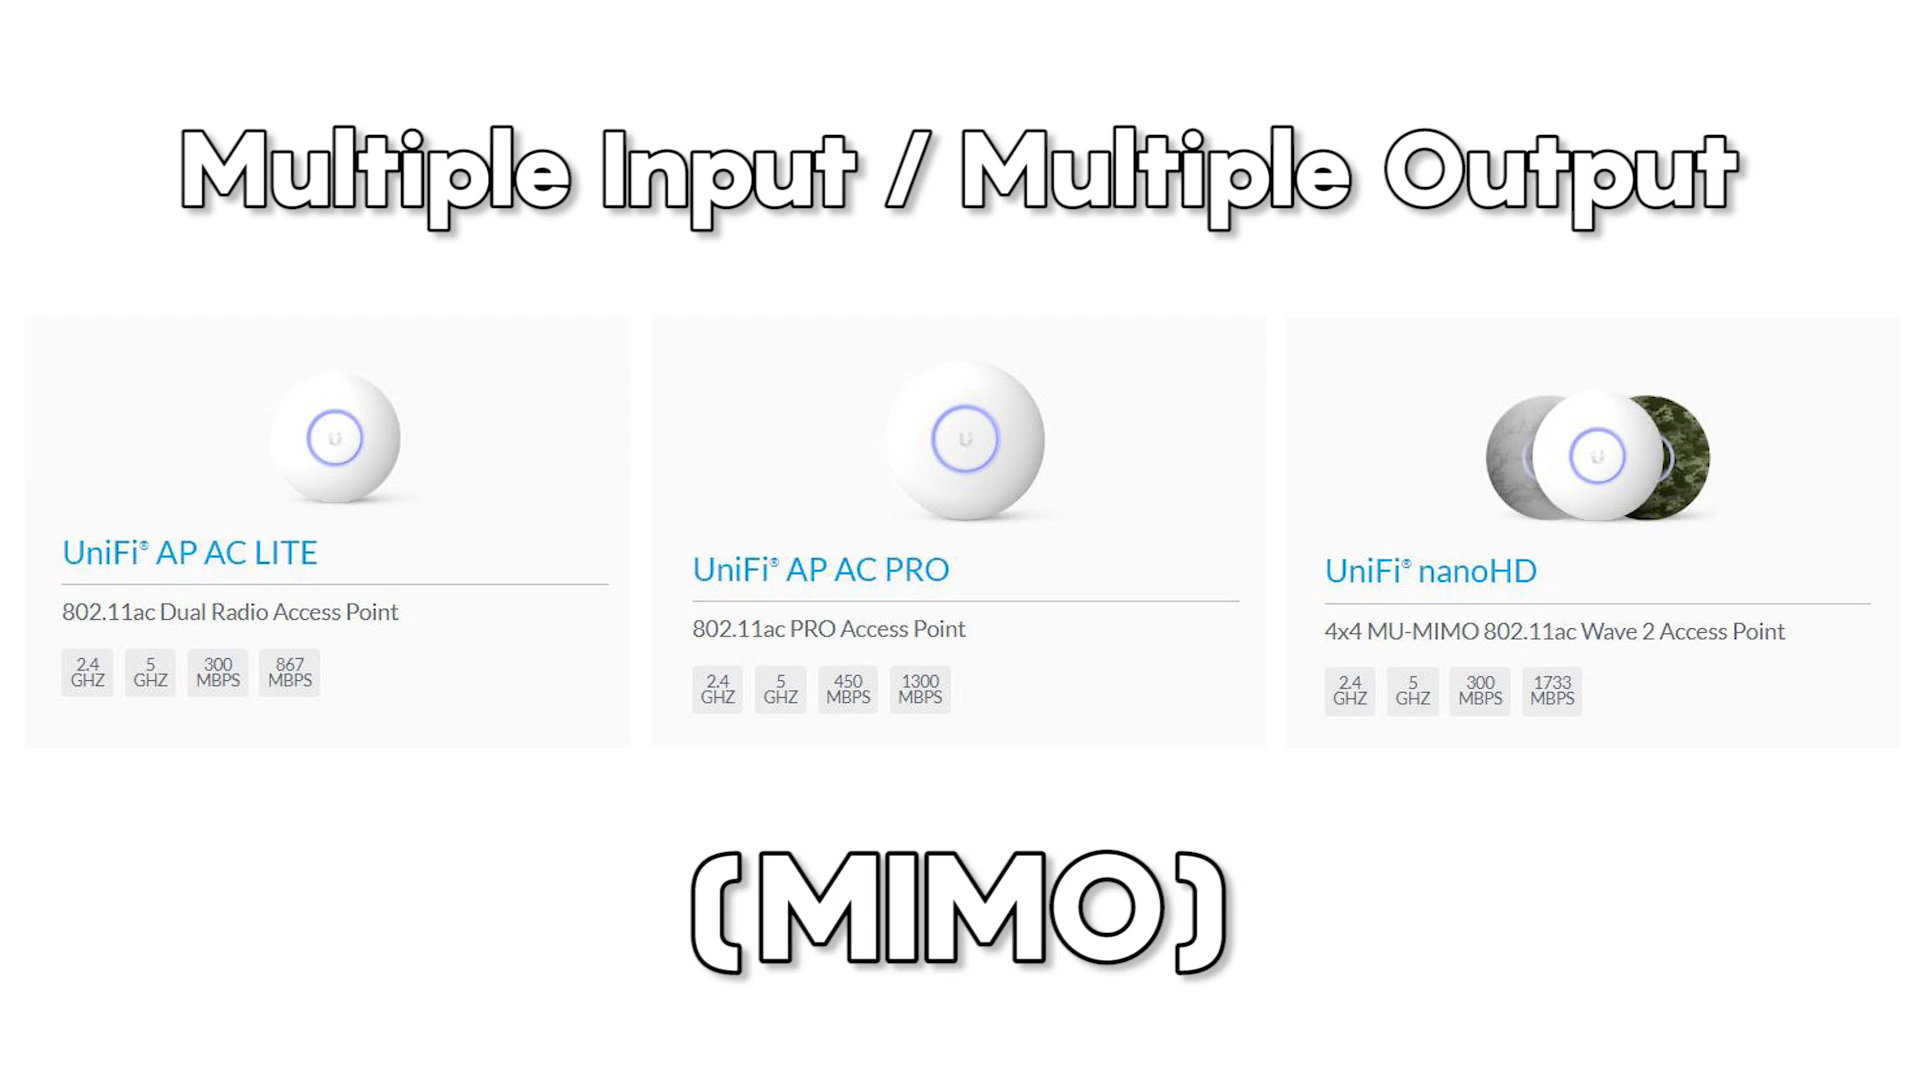 Multiple Input / Multiple Output
UniFi® AP AC LITE
802.11ac Dual Radio Access Point
2.4 GHZ
5 GHZ
300 MBPS
867 MBPS
UniFi® AP AC PRO
802.11ac PRO Access Point
2.4 GHZ
5 GHZ
450 MBPS
1300 MBPS
UniFi® nanoHD
4x4 MU-MIMO 802.11ac Wave 2 Access Point
2.4 GHZ
5 GHZ
300 MBPS
1733 MBPS
(MIMO)